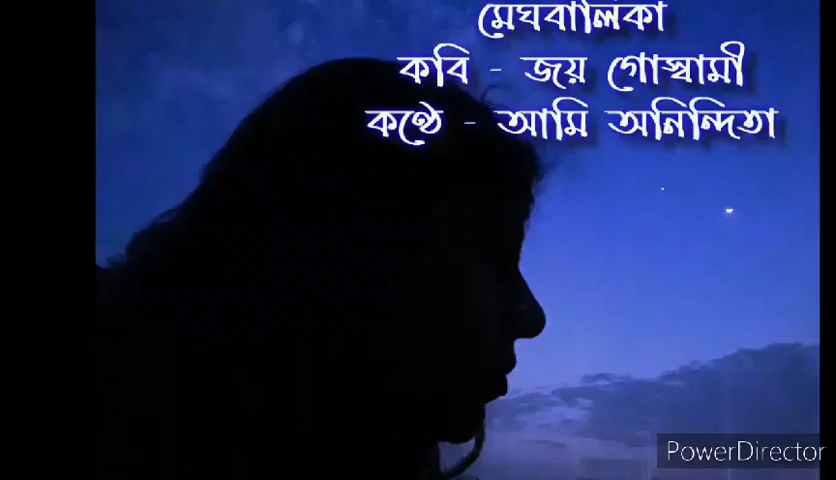 মেঘবালিকা
কবি - জয় গোস্বামী
কণ্ঠে - আমি অনিন্দিতা
PowerDirector